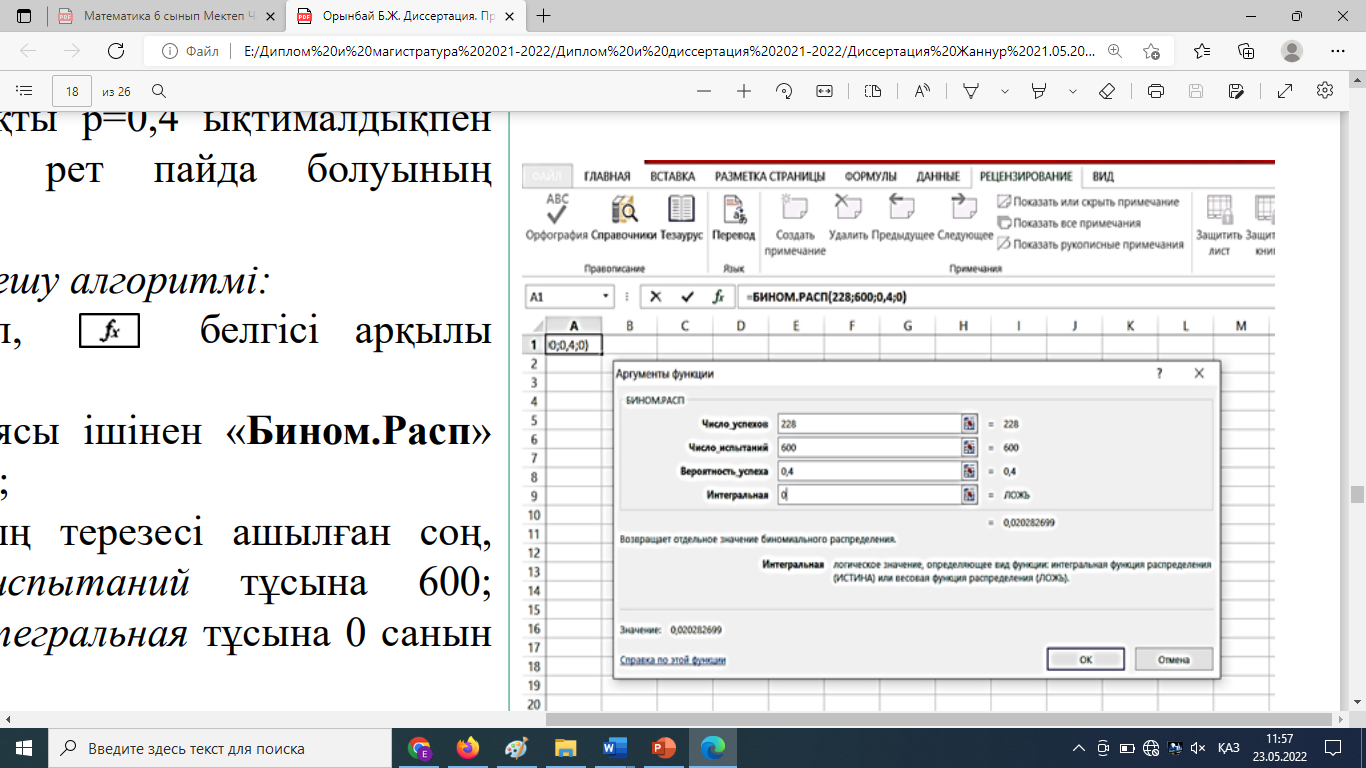 Математика 6 сынып Мектеп Ч
Орынбай Б.Ж. Диссертация. Пр
Файл
E:/Диплом%20и%20магистратура%202021-2022/Диплом%20и%20диссертация%202021-2022/Диссертация%20Жаннур%2021.05.20...
18 из 26
қты p=0,4 ықтималдықпен
рет пайда болуының
ешу алгоритмі:
п, fx белгісі арқылы
ясы ішінен «Бином.Расп»
;
ың терезесі ашылған соң,
испытаний тұсына 600;
тегральная тұсына 0 санын
ФАЙЛ ГЛАВНАЯ ВСТАВКА РАЗМЕТКА СТРАНИЦЫ ФОРМУЛЫ ДАННЫЕ РЕЦЕНЗИРОВАНИЕ ВИД
ABC
Орфография Справочники Тезаурус
Правописание
Перевод
Язык
Создать примечание
Удалить Предыдущее Следующее
Показать или скрыть примечание
Показать все примечания
Показать рукописные примечания
Примечания
Защитить лист
Защит книг
A1 fx =БИНОМ.РАСП(228;600;0,4;0)
A B C D E F G H I J K L M
1 0;0,4;0)
2
3
4
5
6
7
8
9
10
11
12
13
14
15
16
17
18
19
20
Аргументы функции ?
БИНОМ.РАСП
Число_успехов 228 = 228
Число_испытаний 600 = 600
Вероятность_успеха 0,4 = 0,4
Интегральная 0 = ЛОЖЬ
= 0,020282699
Возвращает отдельное значение биномиального распределения.
Интегральная логическое значение, определяющее вид функции: интегральная функция распределения
(ИСТИНА) или весовая функция распределения (ЛОЖЬ).
Значение: 0,020282699
Справка по этой функции
ОК Отмена
Введите здесь текст для поиска
ҚАЗ
11:57
23.05.2022